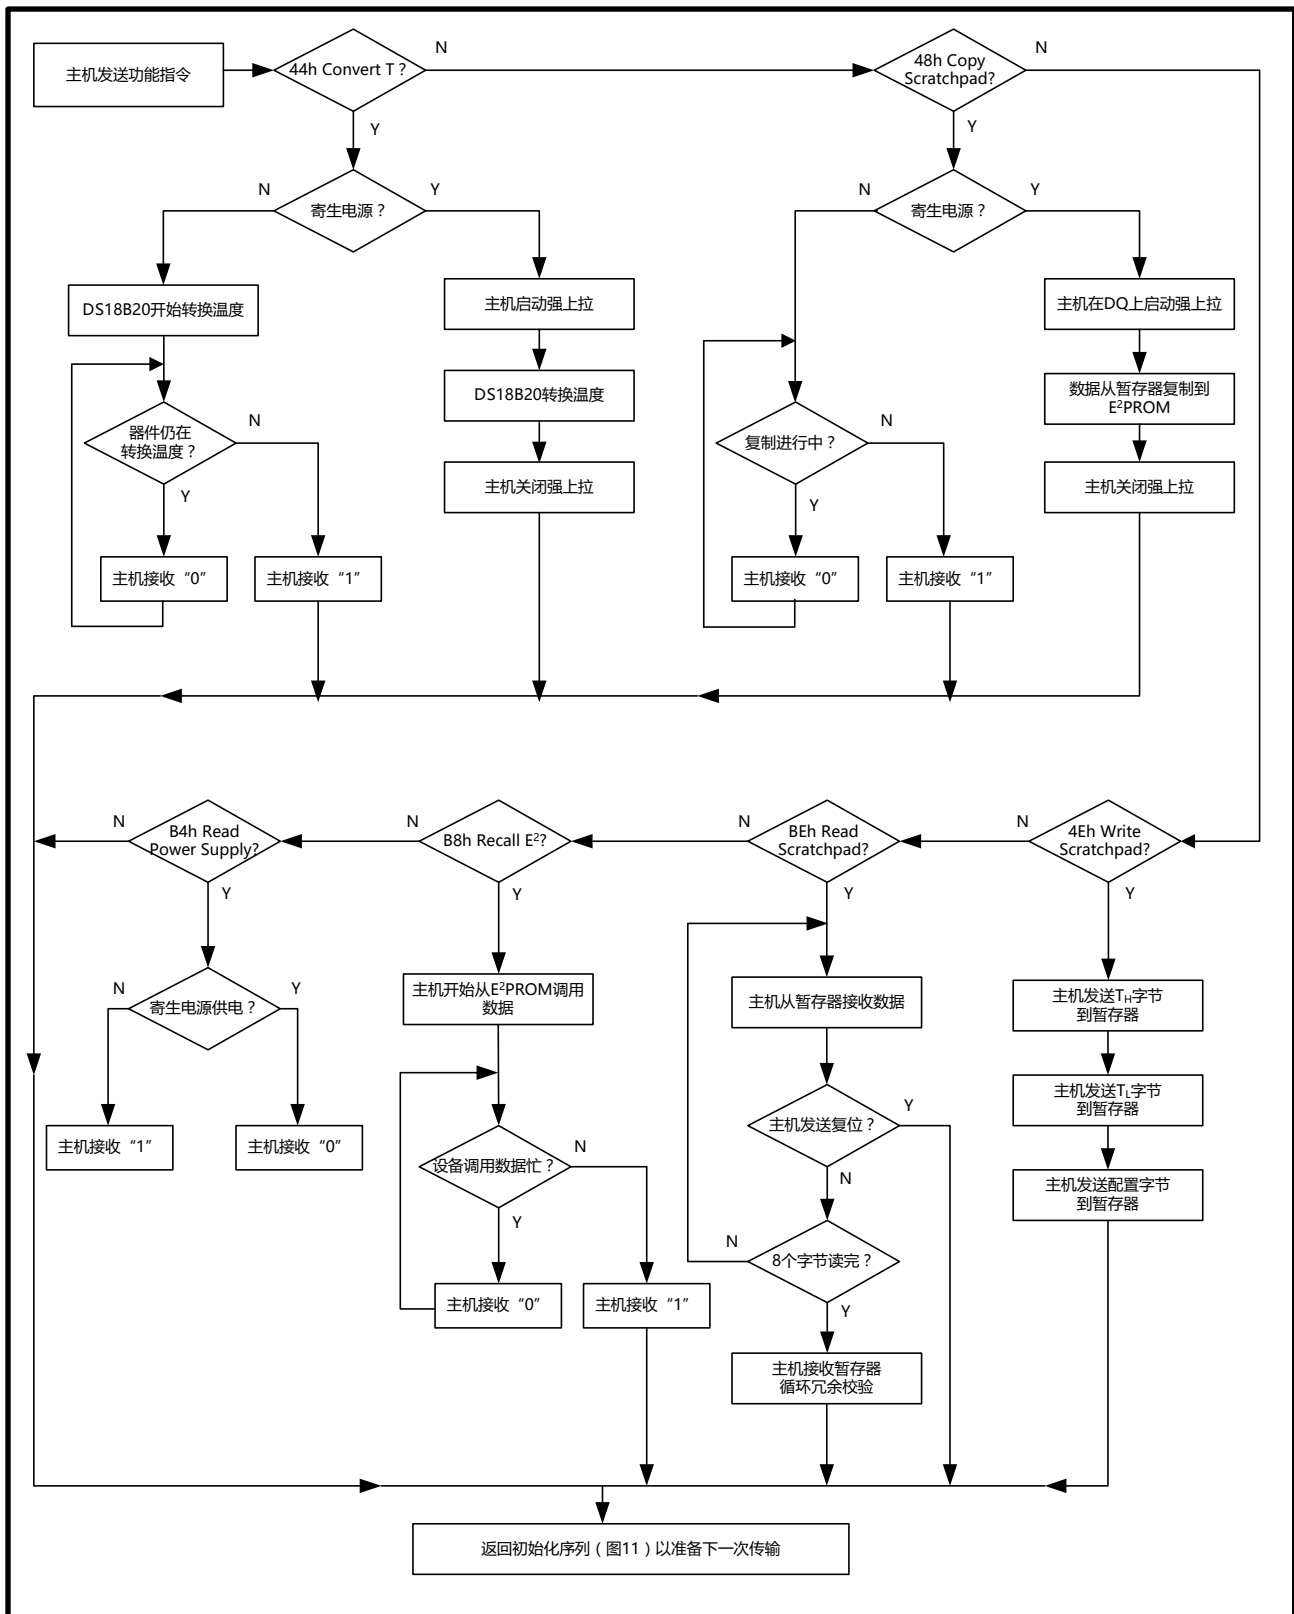 主机发送功能指令
44h Convert T？
N
48h Copy
Scratchpad?
N
Y
Y
N
寄生电源？
Y
N
寄生电源？
Y
DS18B20开始转换温度
主机启动强上拉
主机在DQ上启动强上拉
DS18B20转换温度
数据从暂存器复制到
E²PROM
器件仍在
转换温度？
N
复制进行中？
N
Y
主机关闭强上拉
Y
主机关闭强上拉
主机接收“0”
主机接收“1”
主机接收“0”
主机接收“1”
N
B4h Read
Power Supply?
N
B8h Recall E²?
N
BEh Read
Scratchpad?
N
4Eh Write
Scratchpad?
Y
Y
Y
Y
N
寄生电源供电？
Y
主机开始从E²PROM调用
数据
主机从暂存器接收数据
主机发送Tₕ字节
到暂存器
主机接收“1”
主机接收“0”
设备调用数据忙？
N
主机发送复位？
Y
主机发送Tʟ字节
到暂存器
Y
N
主机发送配置字节
到暂存器
N
8个字节读完？
主机接收“0”
主机接收“1”
Y
主机接收暂存器
循环冗余校验
返回初始化序列（图11）以准备下一次传输